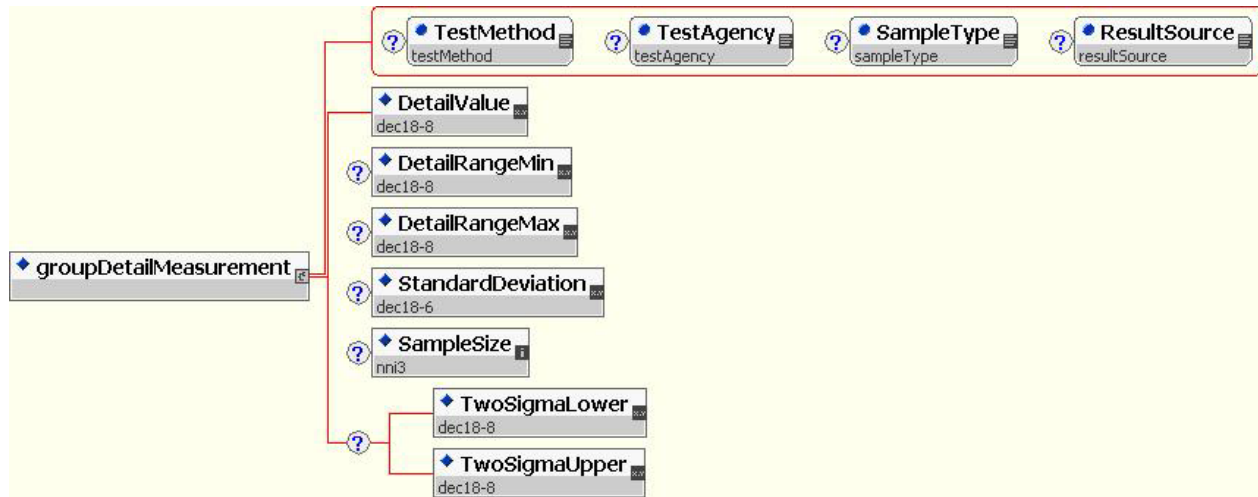 ? TestMethod ? TestAgency ? SampleType ? ResultSource
testMethod testAgency sampleType resultSource
DetailValue
dec18-8
? DetailRangeMin
dec18-8
? DetailRangeMax
dec18-8
groupDetailMeasurement
? StandardDeviation
dec18-6
? SampleSize
nni3
TwoSigmaLower
dec18-8
?
TwoSigmaUpper
dec18-8